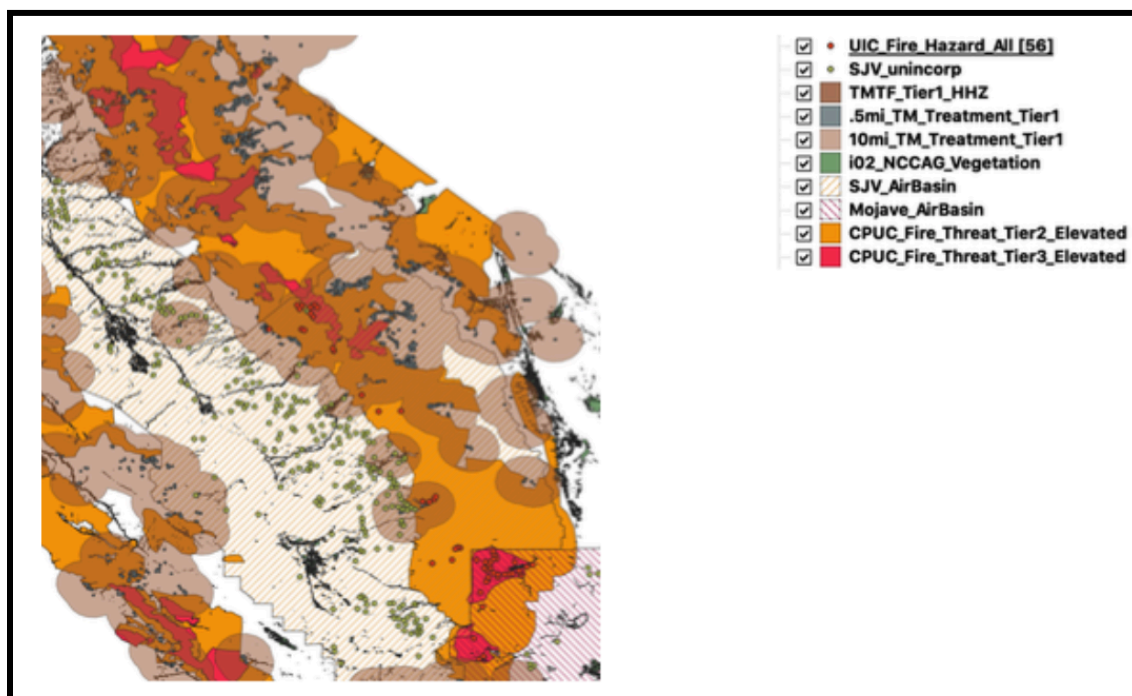 UIC_Fire_Hazard_All [56]
SJV_unincorp
TMTF_Tier1_HHZ
.5mi_TM_Treatment_Tier1
10mi_TM_Treatment_Tier1
i02_NCCAG_Vegetation
SJV_AirBasin
Mojave_AirBasin
CPUC_Fire_Threat_Tier2_Elevated
CPUC_Fire_Threat_Tier3_Elevated